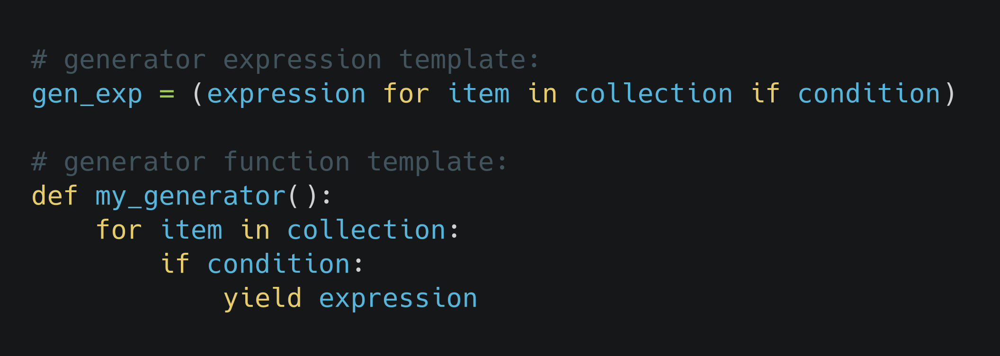 # generator expression template:
gen_exp = (expression for item in collection if condition)

# generator function template:
def my_generator():
    for item in collection:
        if condition:
            yield expression